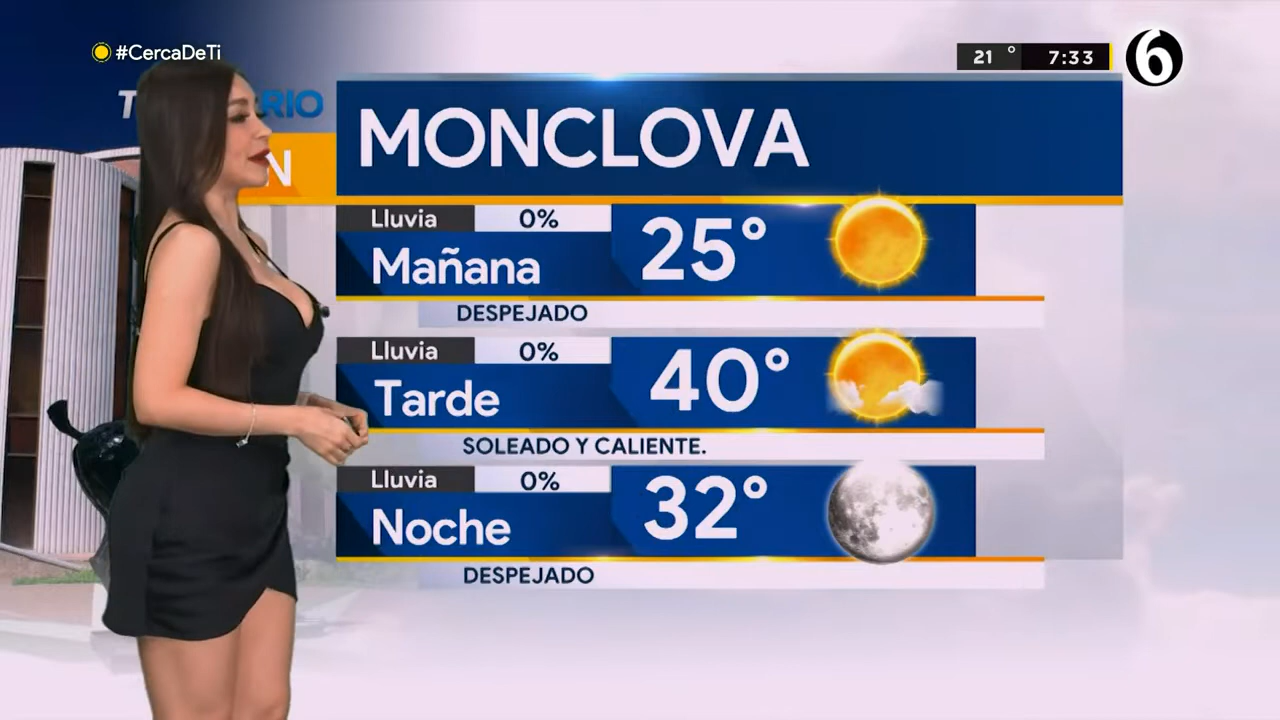 #CercaDeTi
21° 7:33
6
MONCLOVA
Lluvia 0%
Mañana 25°
DESPEJADO
Lluvia 0%
Tarde 40°
SOLEADO Y CALIENTE.
Lluvia 0%
Noche 32°
DESPEJADO